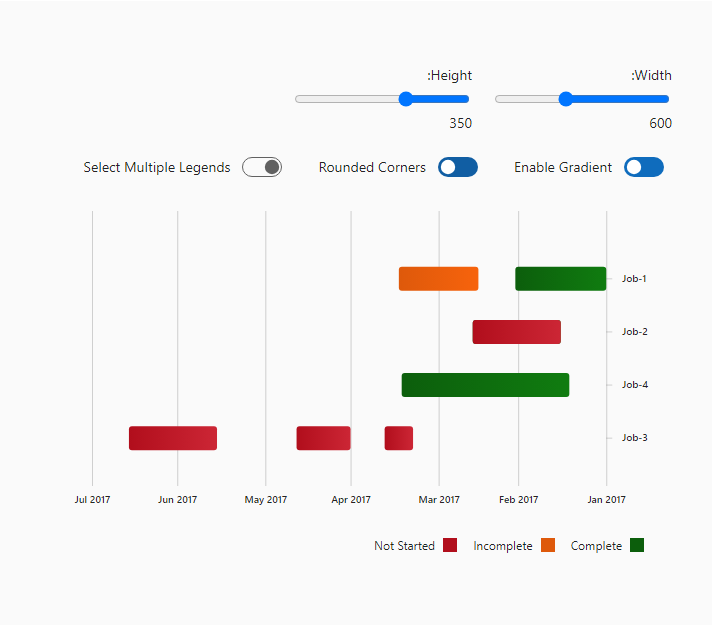 :Height
:Width
350
600
Select Multiple Legends
Rounded Corners
Enable Gradient
Job-1
Job-2
Job-4
Job-3
Jul 2017
Jun 2017
May 2017
Apr 2017
Mar 2017
Feb 2017
Jan 2017
Not Started
Incomplete
Complete